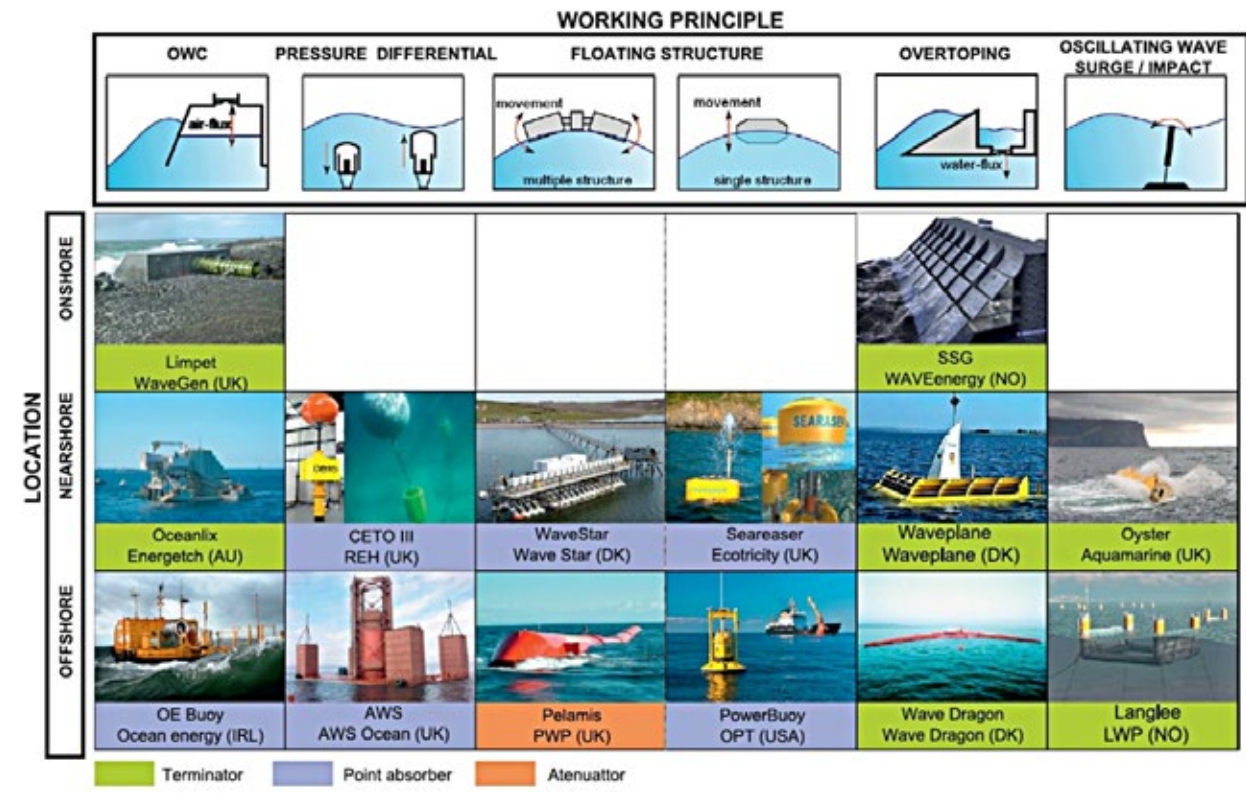 WORKING PRINCIPLE
OWC
PRESSURE DIFFERENTIAL
FLOATING STRUCTURE
OVERTOPING
OSCILLATING WAVE
SURGE / IMPACT
air-flux
movement
multiple structure
movement
single structure
water-flux
LOCATION
ONSHORE
Limpet
WaveGen (UK)
SSG
WAVEenergy (NO)
NEARSHORE
SEARASER
Oceanlix
Energetch (AU)
CETO III
REH (UK)
WaveStar
Wave Star (DK)
Seareaser
Ecotricity (UK)
Waveplane
Waveplane (DK)
Oyster
Aquamarine (UK)
OFFSHORE
OE Buoy
Ocean energy (IRL)
AWS
AWS Ocean (UK)
Pelamis
PWP (UK)
PowerBuoy
OPT (USA)
Wave Dragon
Wave Dragon (DK)
Langlee
LWP (NO)
Terminator
Point absorber
Atenuattor